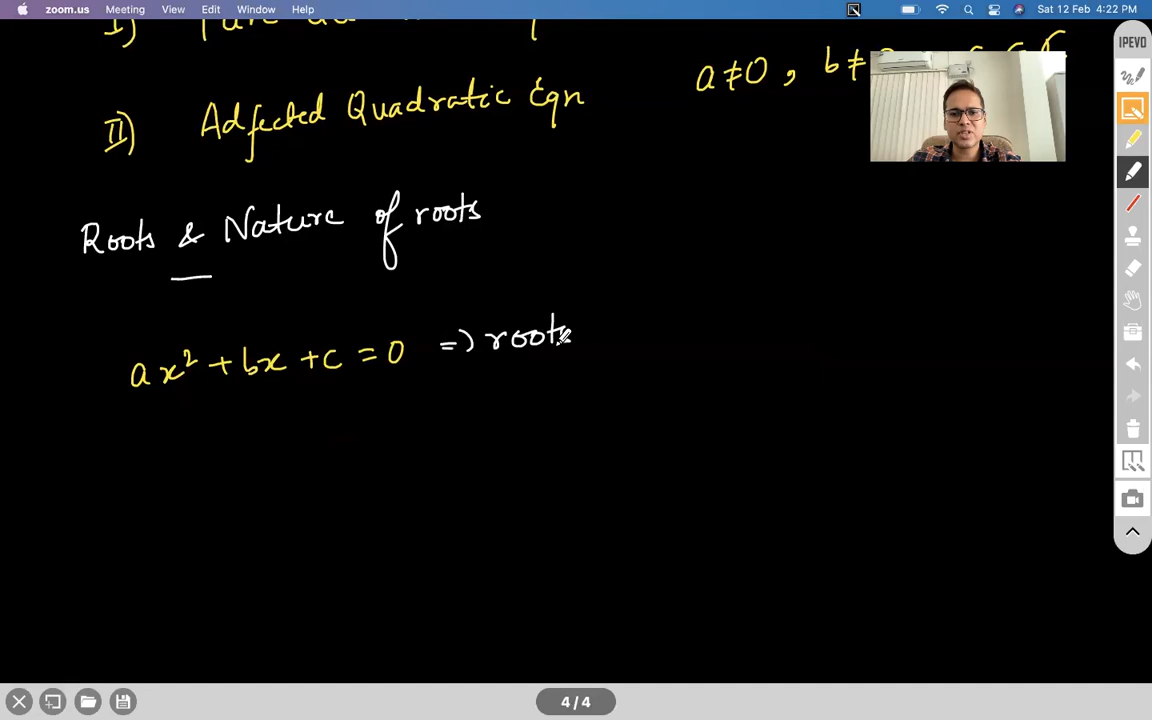 zoom.us Meeting View Edit Window Help Sat 12 Feb 4:22 PM
IPEVO
I)
a≠0, b≠
II) Adfected Quadratic Eqn
Roots & Nature of roots
ax² + bx + c = 0 => roots
4 / 4